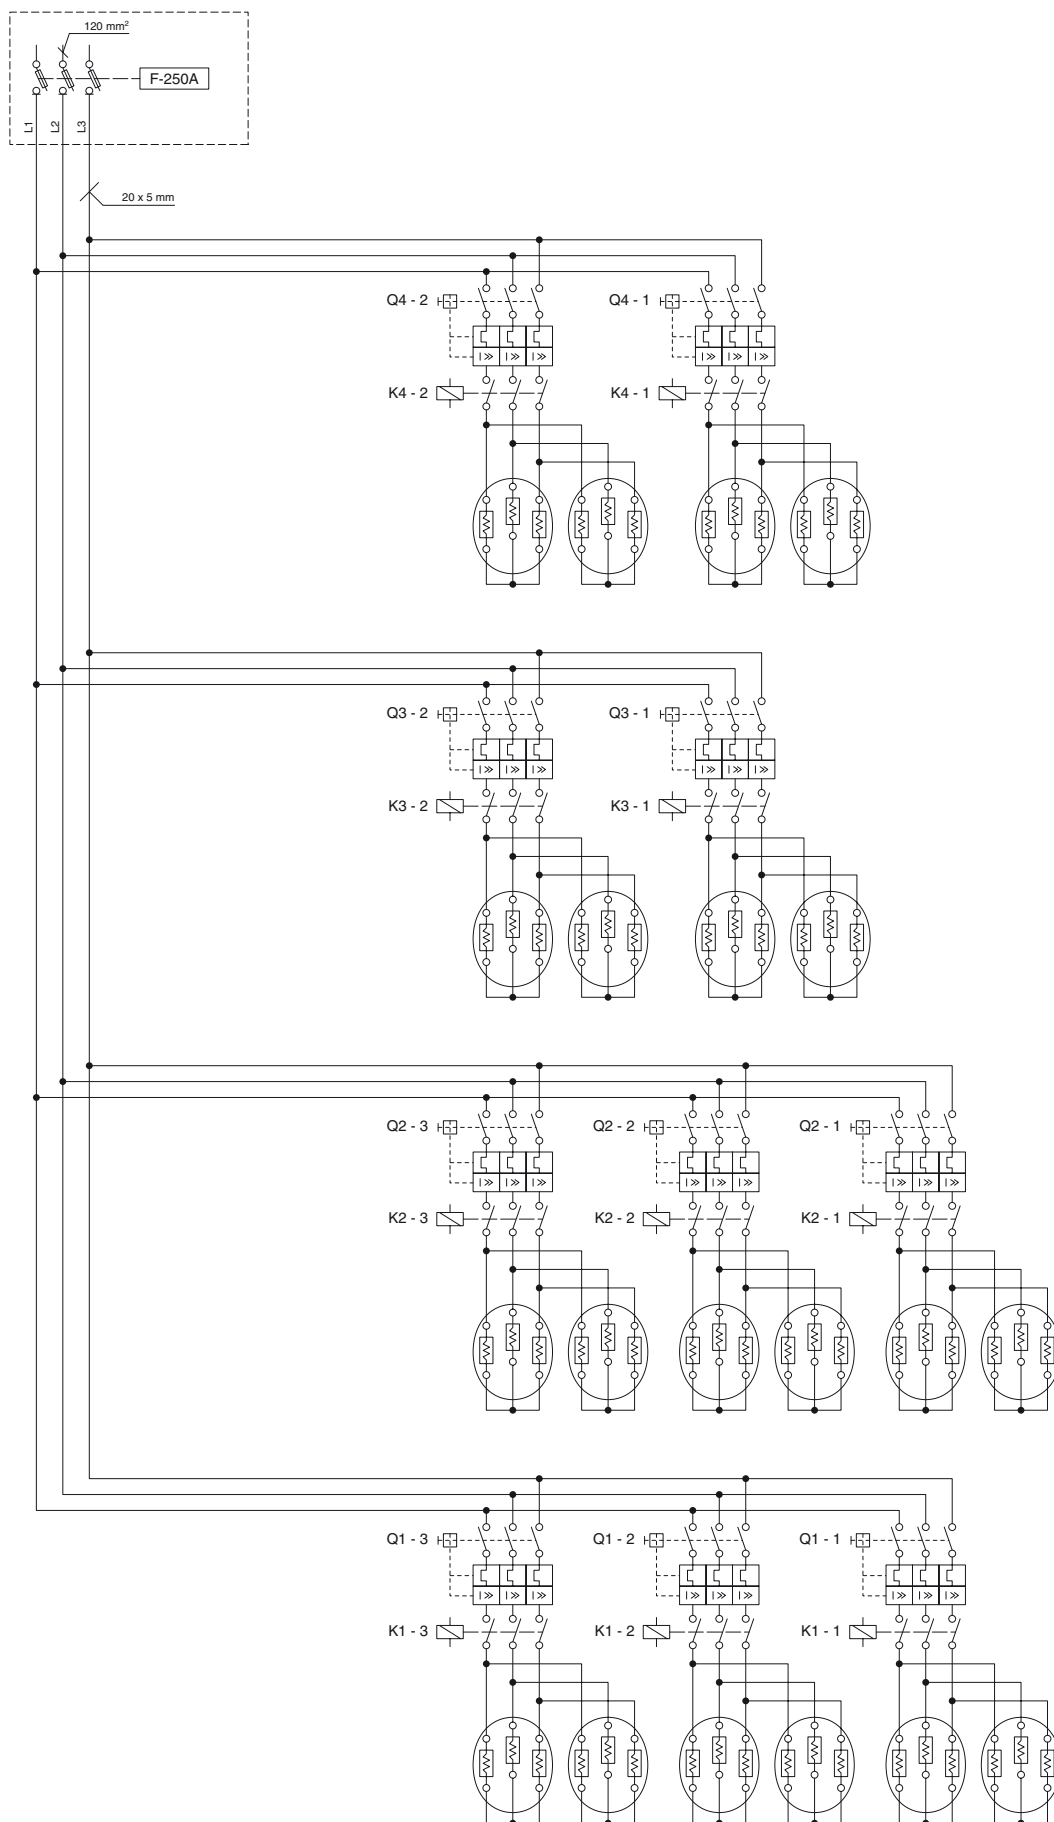 120 mm²
F-250A
L1
L2
L3
20 x 5 mm
Q4 - 2
Q4 - 1
I>> I>> I>>
I>> I>> I>>
K4 - 2
K4 - 1
Q3 - 2
Q3 - 1
I>> I>> I>>
I>> I>> I>>
K3 - 2
K3 - 1
Q2 - 3
Q2 - 2
Q2 - 1
I>> I>> I>>
I>> I>> I>>
I>> I>> I>>
K2 - 3
K2 - 2
K2 - 1
Q1 - 3
Q1 - 2
Q1 - 1
I>> I>> I>>
I>> I>> I>>
I>> I>> I>>
K1 - 3
K1 - 2
K1 - 1